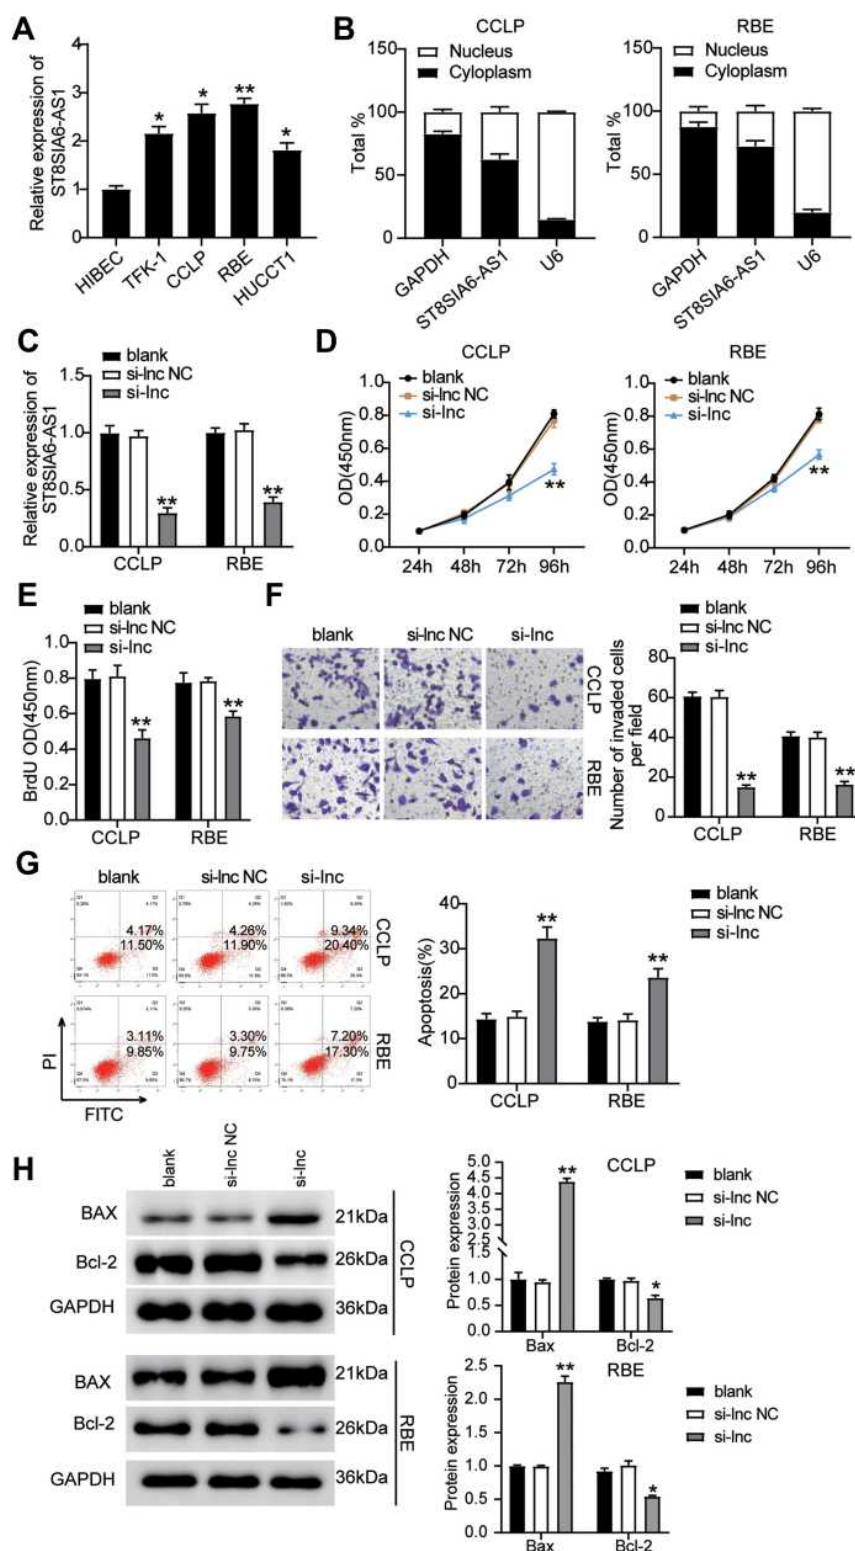 A
Relative expression of
ST8SIA6-AS1
4
3
2
1
0
*
*
**
*
HIBEC
TFK-1
CCLP
RBE
HUCCT1
B
CCLP
Nucleus
Cyloplasm
Total %
150
100
50
0
GAPDH
ST8SIA6-AS1
U6
RBE
Nucleus
Cyloplasm
Total %
150
100
50
0
GAPDH
ST8SIA6-AS1
U6
C
blank
si-lnc NC
si-lnc
Relative expression of
ST8SIA6-AS1
1.5
1.0
0.5
0.0
**
**
CCLP
RBE
D
CCLP
blank
si-lnc NC
si-lnc
OD(450nm)
1.0
0.8
0.6
0.4
0.2
0.0
**
24h 48h 72h 96h
RBE
blank
si-lnc NC
si-lnc
OD(450nm)
1.0
0.8
0.6
0.4
0.2
0.0
**
24h 48h 72h 96h
E
blank
si-lnc NC
si-lnc
BrdU OD(450nm)
0.8
0.6
0.4
0.2
0.0
**
**
CCLP
RBE
F
blank
si-lnc NC
si-lnc
CCLP
RBE
blank
si-lnc NC
si-lnc
Number of invaded cells
per field
80
60
40
20
0
**
**
CCLP
RBE
G
blank
si-lnc NC
si-lnc
4.17%
11.50%
4.26%
11.90%
9.34%
20.40%
CCLP
3.11%
9.85%
3.30%
9.75%
7.20%
17.30%
RBE
PI
FITC
blank
si-lnc NC
si-lnc
Apoptosis(%)
40
30
20
10
0
**
**
CCLP
RBE
H
blank
si-lnc NC
si-lnc
BAX
21kDa
Bcl-2
26kDa
GAPDH
36kDa
CCLP
BAX
21kDa
Bcl-2
26kDa
GAPDH
36kDa
RBE
CCLP
blank
si-lnc NC
si-lnc
Protein expression
5.0
4.5
4.0
3.5
3.0
2.5
1.5
1.0
0.5
0.0
**
*
Bax
Bcl-2
RBE
blank
si-lnc NC
si-lnc
Protein expression
2.5
2.0
1.5
1.0
0.5
0.0
**
*
Bax
Bcl-2